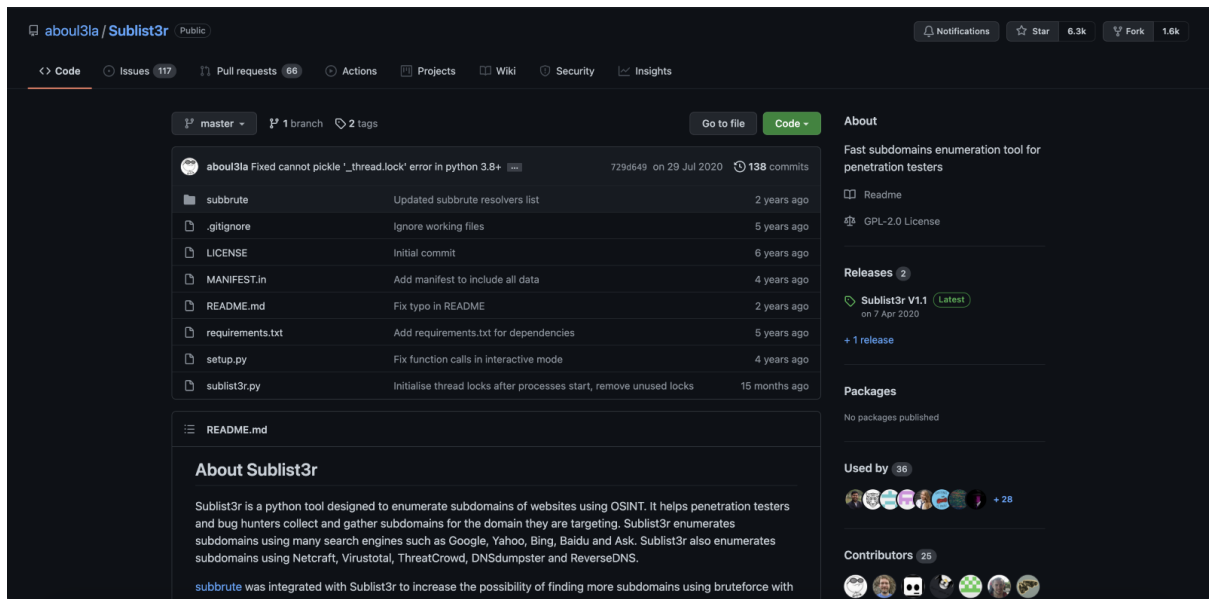 aboul3la / Sublist3r Public
Notifications Star 6.3k Fork 1.6k
<> Code Issues 117 Pull requests 66 Actions Projects Wiki Security Insights
master 1 branch 2 tags Go to file Code
aboul3la Fixed cannot pickle '_thread.lock' error in python 3.8+ ... 729d649 on 29 Jul 2020 138 commits
subbrute Updated subbrute resolvers list 2 years ago
.gitignore Ignore working files 5 years ago
LICENSE Initial commit 6 years ago
MANIFEST.in Add manifest to include all data 4 years ago
README.md Fix typo in README 2 years ago
requirements.txt Add requirements.txt for dependencies 5 years ago
setup.py Fix function calls in interactive mode 4 years ago
sublist3r.py Initialise thread locks after processes start, remove unused locks 15 months ago
README.md
About Sublist3r
Sublist3r is a python tool designed to enumerate subdomains of websites using OSINT. It helps penetration testers
and bug hunters collect and gather subdomains for the domain they are targeting. Sublist3r enumerates
subdomains using many search engines such as Google, Yahoo, Bing, Baidu and Ask. Sublist3r also enumerates
subdomains using Netcraft, Virustotal, ThreatCrowd, DNSdumpster and ReverseDNS.
subbrute was integrated with Sublist3r to increase the possibility of finding more subdomains using bruteforce with
About
Fast subdomains enumeration tool for
penetration testers
Readme
GPL-2.0 License
Releases 2
Sublist3r V1.1 Latest
on 7 Apr 2020
+ 1 release
Packages
No packages published
Used by 36
+ 28
Contributors 25